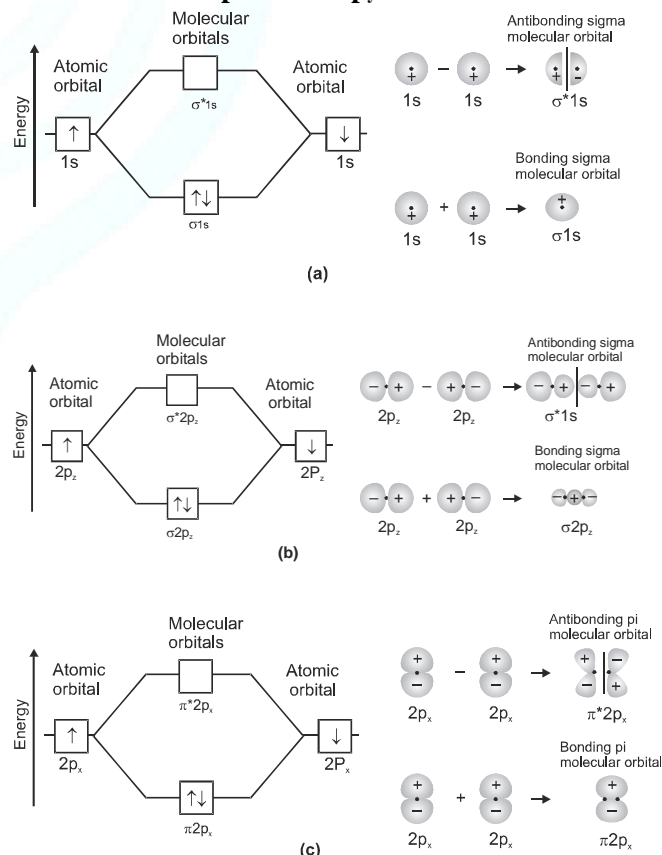 Molecular
orbitals
Atomic
orbital
Atomic
orbital
Energy
σ*1s
↑
1s
↓
1s
↑↓
σ1s
Antibonding sigma
molecular orbital
+ − + + -
1s 1s σ*1s
Bonding sigma
molecular orbital
+ + + +
1s 1s σ1s
(a)
Molecular
orbitals
Atomic
orbital
Atomic
orbital
Energy
σ*2pz
↑
2pz
↓
2Pz
↑↓
σ2pz
Antibonding sigma
molecular orbital
− + − + − − + − +
2pz 2pz σ*1s
Bonding sigma
molecular orbital
− + + + − − + −
2pz 2pz σ2pz
(b)
Molecular
orbitals
Atomic
orbital
Atomic
orbital
Energy
π*2px
↑
2px
↓
2Px
↑↓
π2px
Antibonding pi
molecular orbital
+ + + −
−
− − − +
2px 2px π*2px
Bonding pi
molecular orbital
+ + +
+
− − −
2px 2px π2px
(c)